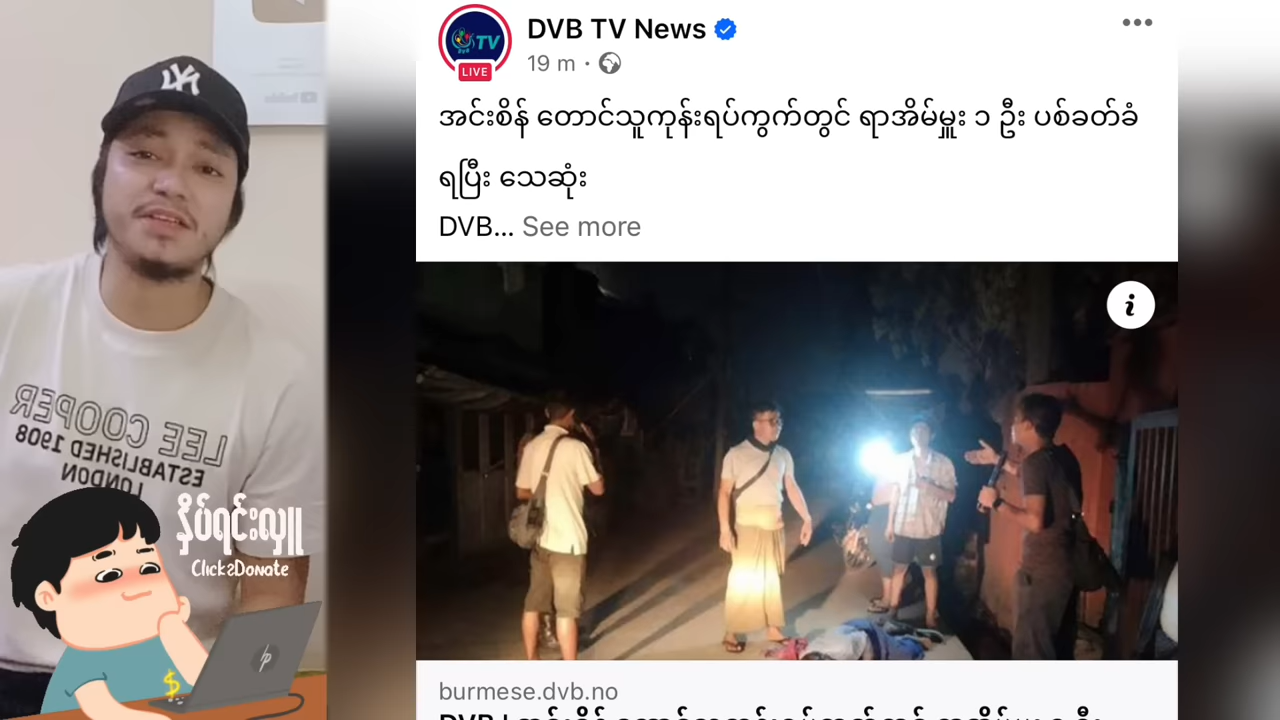 DVB TV News
LIVE
19 m
အင်းစိန် တောင်သူကုန်းရပ်ကွက်တွင် ရာအိမ်မှူး ၁ ဦး ပစ်ခတ်ခံ
ရပြီး သေဆုံး
DVB... See more
LEE COOPER
ESTABLISHED 1908
LONDON
နှိပ်ရင်းလှူ
Click2Donate
burmese.dvb.no